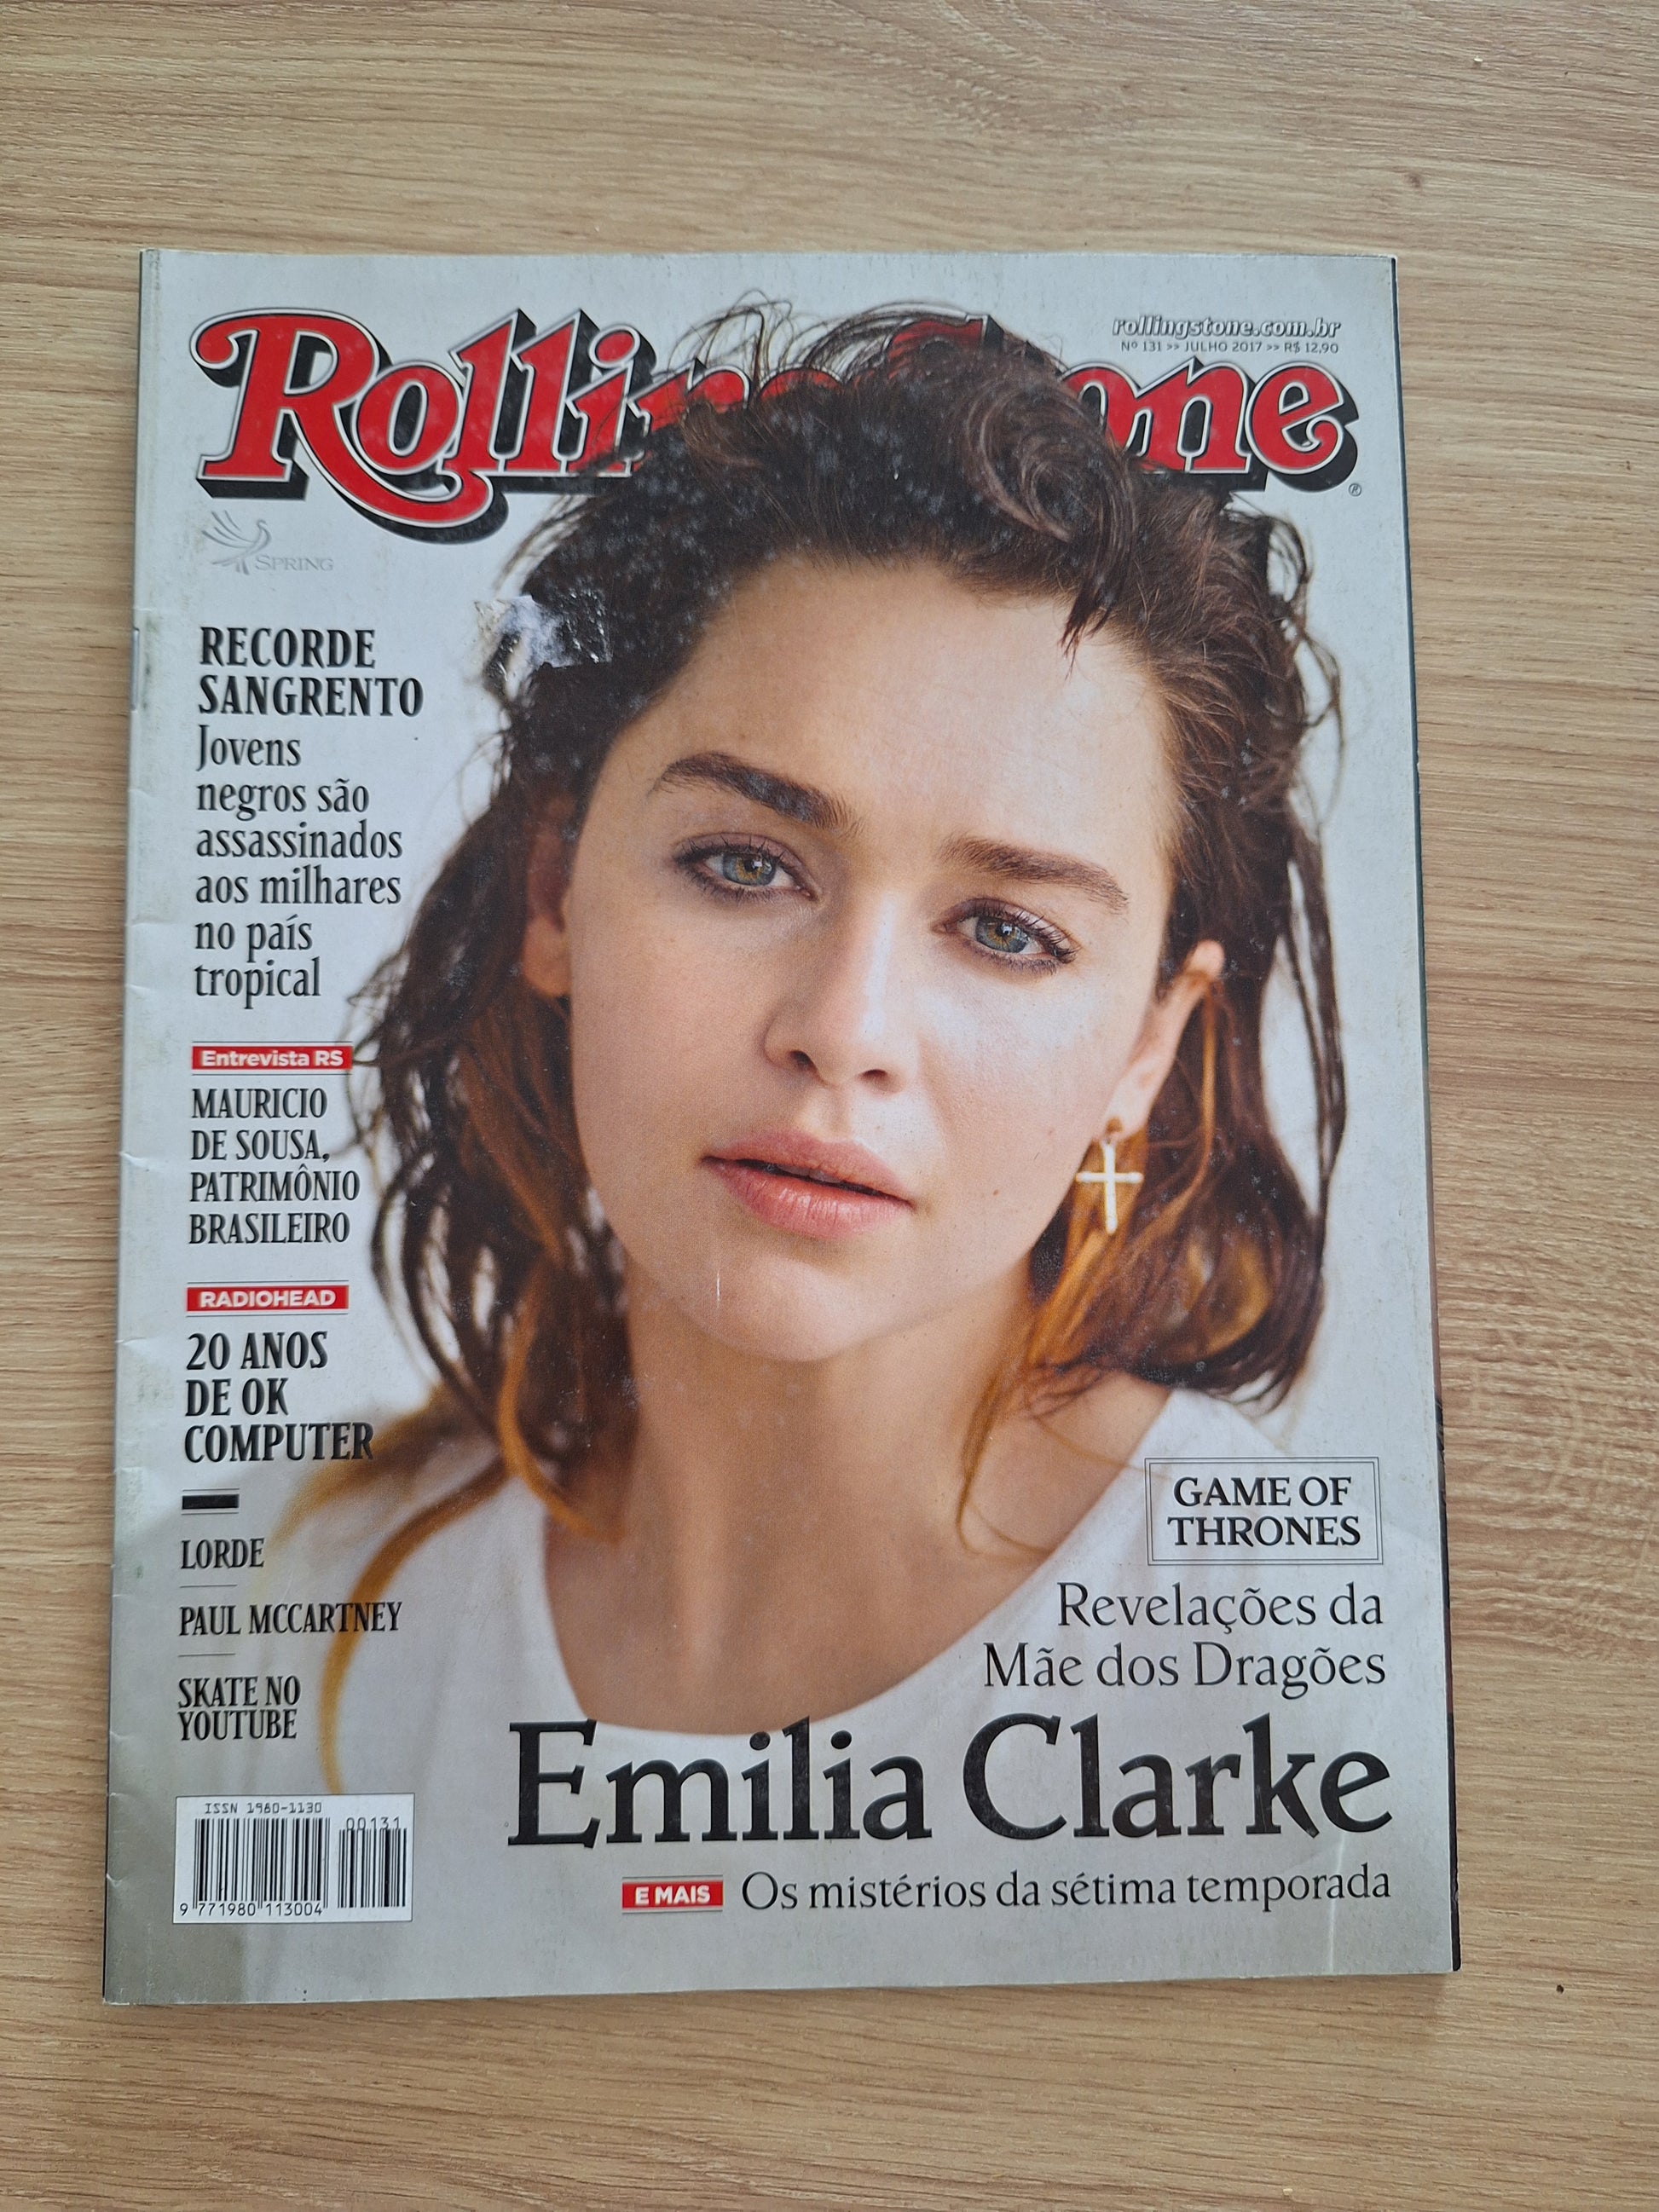 Rolling Stone
rollingstone.com.br
Nº 131 >> JULHO 2017 >> R$ 12,90
®
SPRING
RECORDE
SANGRENTO
Jovens
negros são
assassinados
aos milhares
no país
tropical
Entrevista RS
MAURICIO
DE SOUSA,
PATRIMÔNIO
BRASILEIRO
RADIOHEAD
20 ANOS
DE OK
COMPUTER
LORDE
PAUL MCCARTNEY
SKATE NO
YOUTUBE
GAME OF
THRONES
Revelações da
Mãe dos Dragões
Emilia Clarke
E MAIS Os mistérios da sétima temporada
ISSN 1980-1130
00131
9 771980 113004